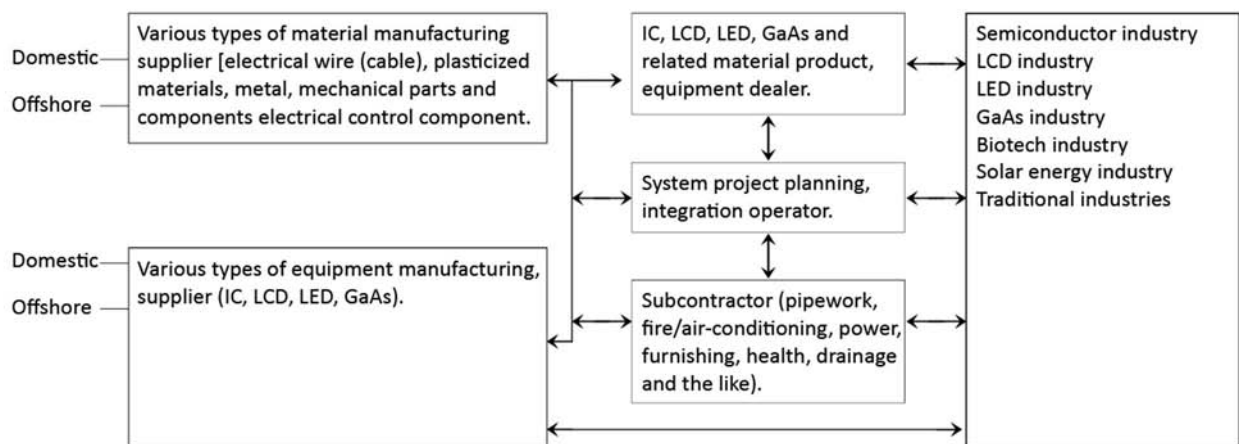 Domestic
Offshore
Various types of material manufacturing
supplier [electrical wire (cable), plasticized
materials, metal, mechanical parts and
components electrical control component.
Domestic
Offshore
Various types of equipment manufacturing,
supplier (IC, LCD, LED, GaAs).
IC, LCD, LED, GaAs and
related material product,
equipment dealer.
System project planning,
integration operator.
Subcontractor (pipework,
fire/air-conditioning, power,
furnishing, health, drainage
and the like).
Semiconductor industry
LCD industry
LED industry
GaAs industry
Biotech industry
Solar energy industry
Traditional industries